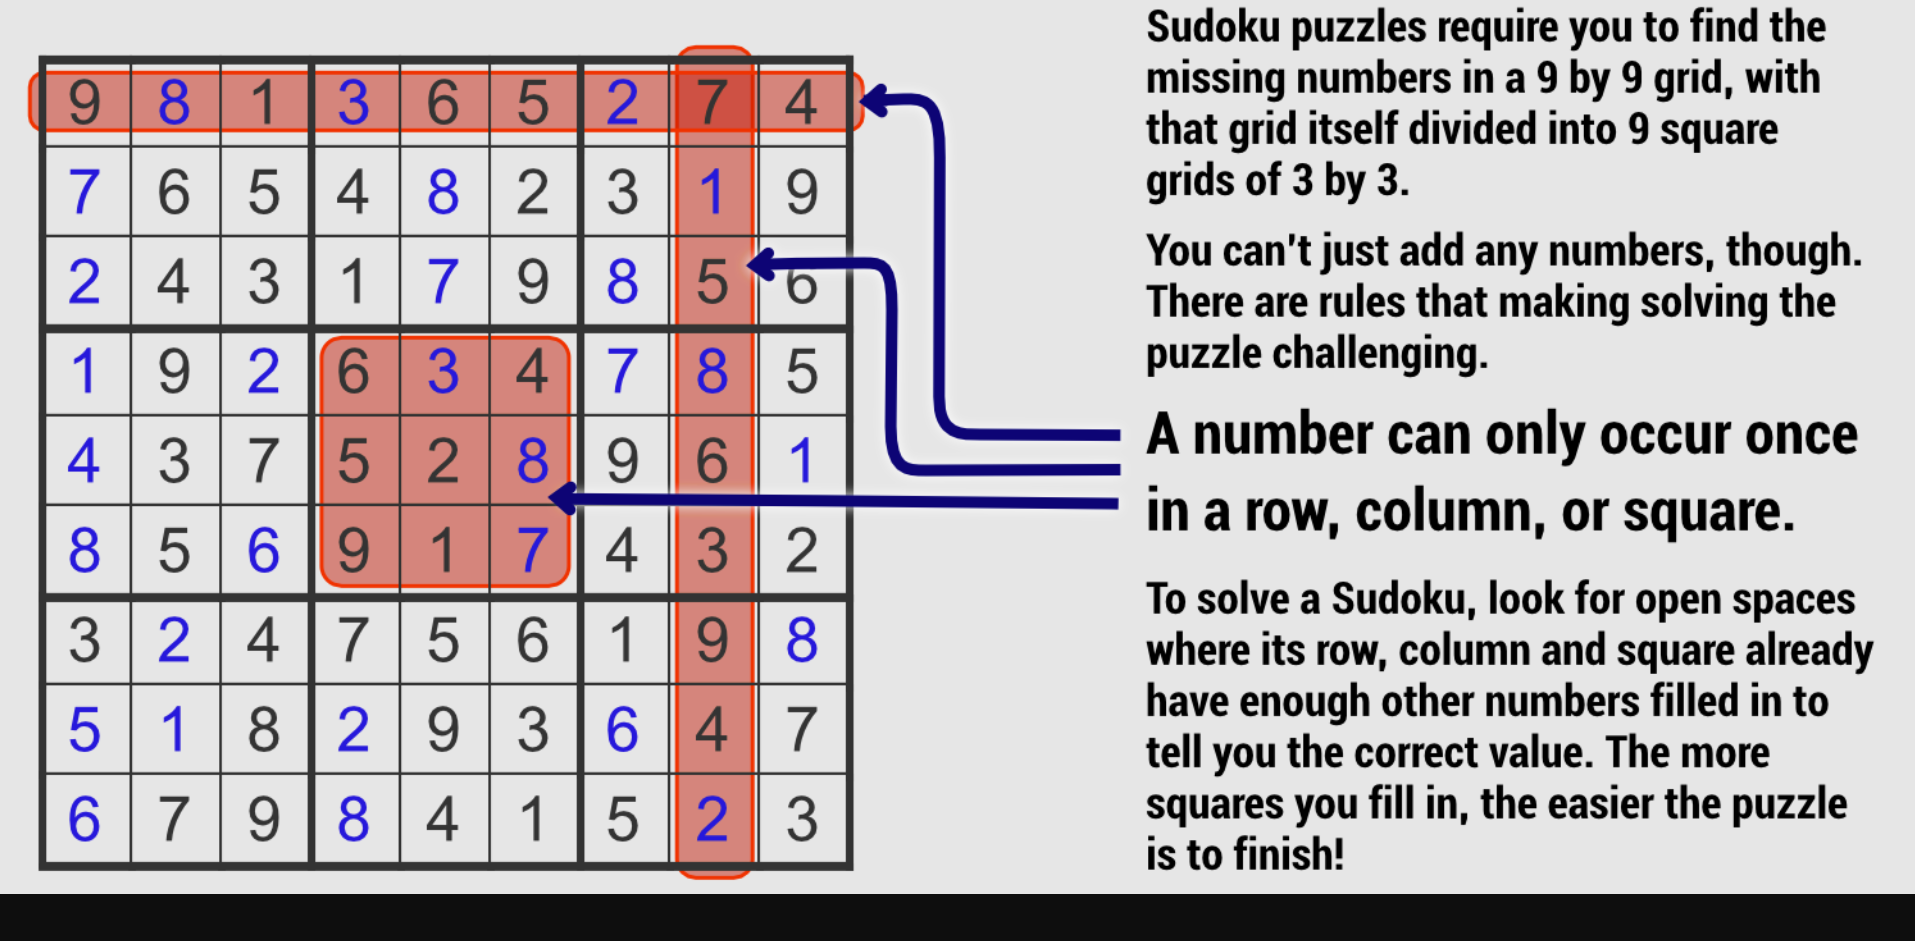 9 8 1 3 6 5 2 7 4
7 6 5 4 8 2 3 1 9
2 4 3 1 7 9 8 5 6
1 9 2 6 3 4 7 8 5
4 3 7 5 2 8 9 6 1
8 5 6 9 1 7 4 3 2
3 2 4 7 5 6 1 9 8
5 1 8 2 9 3 6 4 7
6 7 9 8 4 1 5 2 3
Sudoku puzzles require you to find the
missing numbers in a 9 by 9 grid, with
that grid itself divided into 9 square
grids of 3 by 3.
You can't just add any numbers, though.
There are rules that making solving the
puzzle challenging.
A number can only occur once
in a row, column, or square.
To solve a Sudoku, look for open spaces
where its row, column and square already
have enough other numbers filled in to
tell you the correct value. The more
squares you fill in, the easier the puzzle
is to finish!